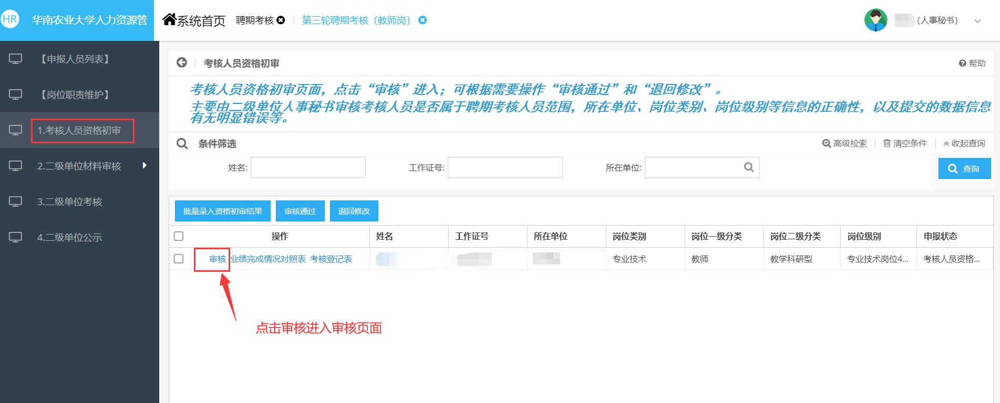 HR 华南农业大学人力资源管
系统首页 聘期考核 第三轮聘期考核（教师岗）
(人事秘书)
【申报人员列表】
【岗位职责维护】
1.考核人员资格初审
2.二级单位材料审核
3.二级单位考核
4.二级单位公示
考核人员资格初审
帮助
考核人员资格初审页面，点击“审核”进入；可根据需要操作“审核通过”和“退回修改”。
主要由二级单位人事秘书审核考核人员是否属于聘期考核人员范围，所在单位、岗位类别、岗位级别等信息的正确性，以及提交的数据信息
有无明显错误等。
条件筛选
高级检索 清空条件 收起查询
姓名: 工作证号: 所在单位: 查询
批量录入资格初审结果 审核通过 退回修改
操作 姓名 工作证号 所在单位 岗位类别 岗位一级分类 岗位二级分类 岗位级别 申报状态
审核 业绩完成情况对照表 考核登记表 专业技术 教师 教学科研型 专业技术岗位4... 考核人员资格...
点击审核进入审核页面